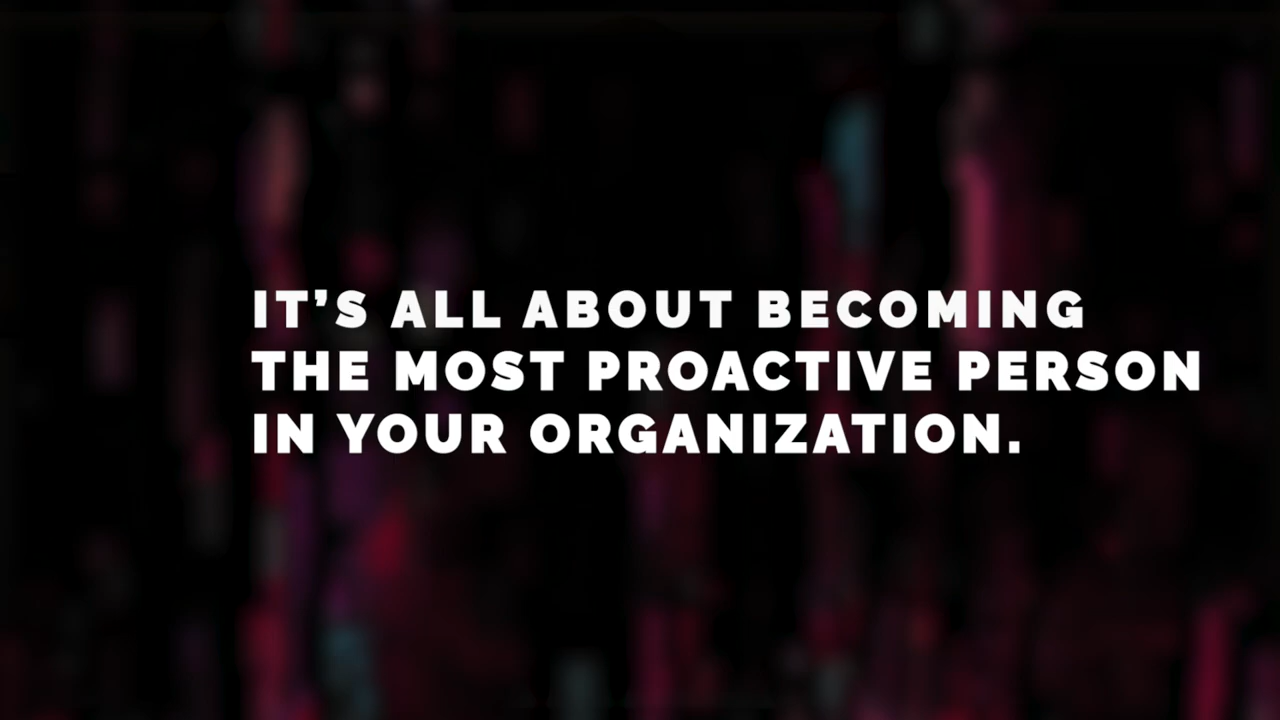 IT’S ALL ABOUT BECOMING
THE MOST PROACTIVE PERSON
IN YOUR ORGANIZATION.